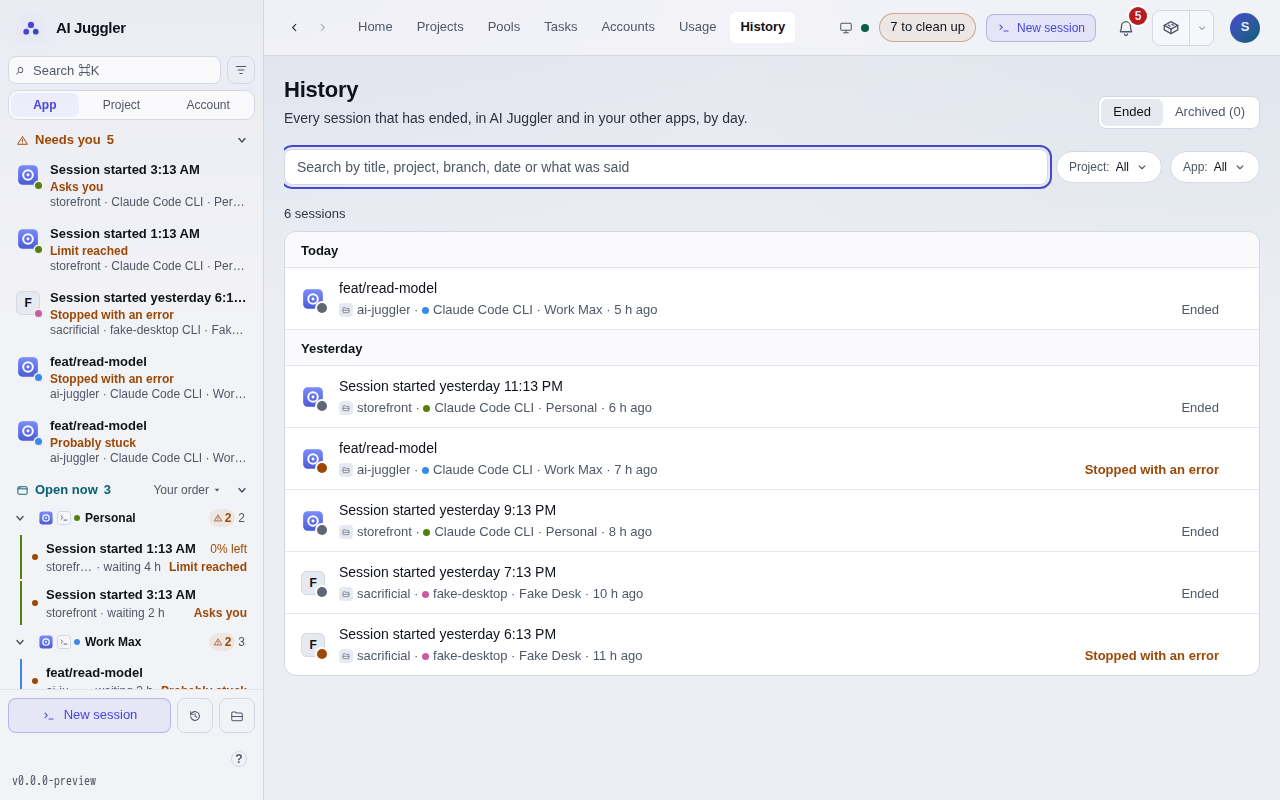 AI Juggler
Search ⌘K
App Project Account
Needs you 5
Session started 3:13 AM
Asks you
storefront · Claude Code CLI · Per…
Session started 1:13 AM
Limit reached
storefront · Claude Code CLI · Per…
F
Session started yesterday 6:1…
Stopped with an error
sacrificial · fake-desktop CLI · Fak…
feat/read-model
Stopped with an error
ai-juggler · Claude Code CLI · Wor…
feat/read-model
Probably stuck
ai-juggler · Claude Code CLI · Wor…
Open now 3 Your order
Personal 2 2
Session started 1:13 AM 0% left
storefr… · waiting 4 h Limit reached
Session started 3:13 AM
storefront · waiting 2 h Asks you
Work Max 2 3
feat/read-model
New session
?
v0.0.0-preview
Home Projects Pools Tasks Accounts Usage History
7 to clean up
New session
5
S
History
Every session that has ended, in AI Juggler and in your other apps, by day.
Ended Archived (0)
Search by title, project, branch, date or what was said
Project: All
App: All
6 sessions
Today
feat/read-model
ai-juggler · Claude Code CLI · Work Max · 5 h ago Ended
Yesterday
Session started yesterday 11:13 PM
storefront · Claude Code CLI · Personal · 6 h ago Ended
feat/read-model
ai-juggler · Claude Code CLI · Work Max · 7 h ago Stopped with an error
Session started yesterday 9:13 PM
storefront · Claude Code CLI · Personal · 8 h ago Ended
F
Session started yesterday 7:13 PM
sacrificial · fake-desktop · Fake Desk · 10 h ago Ended
F
Session started yesterday 6:13 PM
sacrificial · fake-desktop · Fake Desk · 11 h ago Stopped with an error